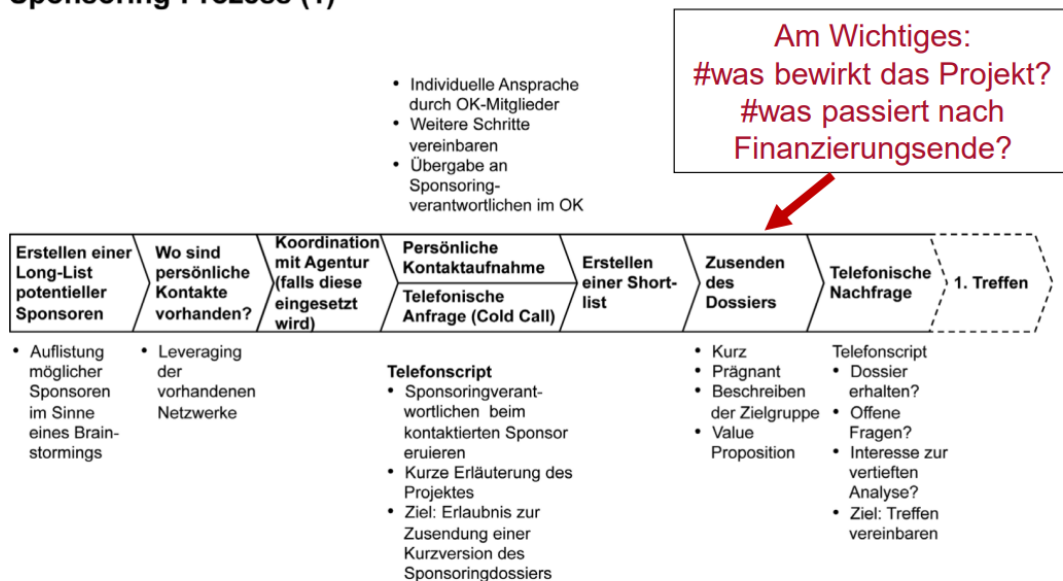 Sponsoring-Prozess (1)
Am Wichtiges:
#was bewirkt das Projekt?
#was passiert nach
Finanzierungsende?
• Individuelle Ansprache
durch OK-Mitglieder
• Weitere Schritte
vereinbaren
• Übergabe an
Sponsoring-
verantwortlichen im OK
Erstellen einer
Long-List
potentieller
Sponsoren
Wo sind
persönliche
Kontakte
vorhanden?
Koordination
mit Agentur
(falls diese
eingesetzt
wird)
Persönliche
Kontaktaufnahme
Telefonische
Anfrage (Cold Call)
Erstellen
einer Short-
list
Zusenden
des
Dossiers
Telefonische
Nachfrage
1. Treffen
• Auflistung
möglicher
Sponsoren
im Sinne
eines Brain-
stormings
• Leveraging
der
vorhandenen
Netzwerke
Telefonscript
• Sponsoringverant-
wortlichen beim
kontaktierten Sponsor
eruieren
• Kurze Erläuterung des
Projektes
• Ziel: Erlaubnis zur
Zusendung einer
Kurzversion des
Sponsoringdossiers
• Kurz
• Prägnant
• Beschreiben
der Zielgruppe
• Value
Proposition
Telefonscript
• Dossier
erhalten?
• Offene
Fragen?
• Interesse zur
vertieften
Analyse?
• Ziel: Treffen
vereinbaren